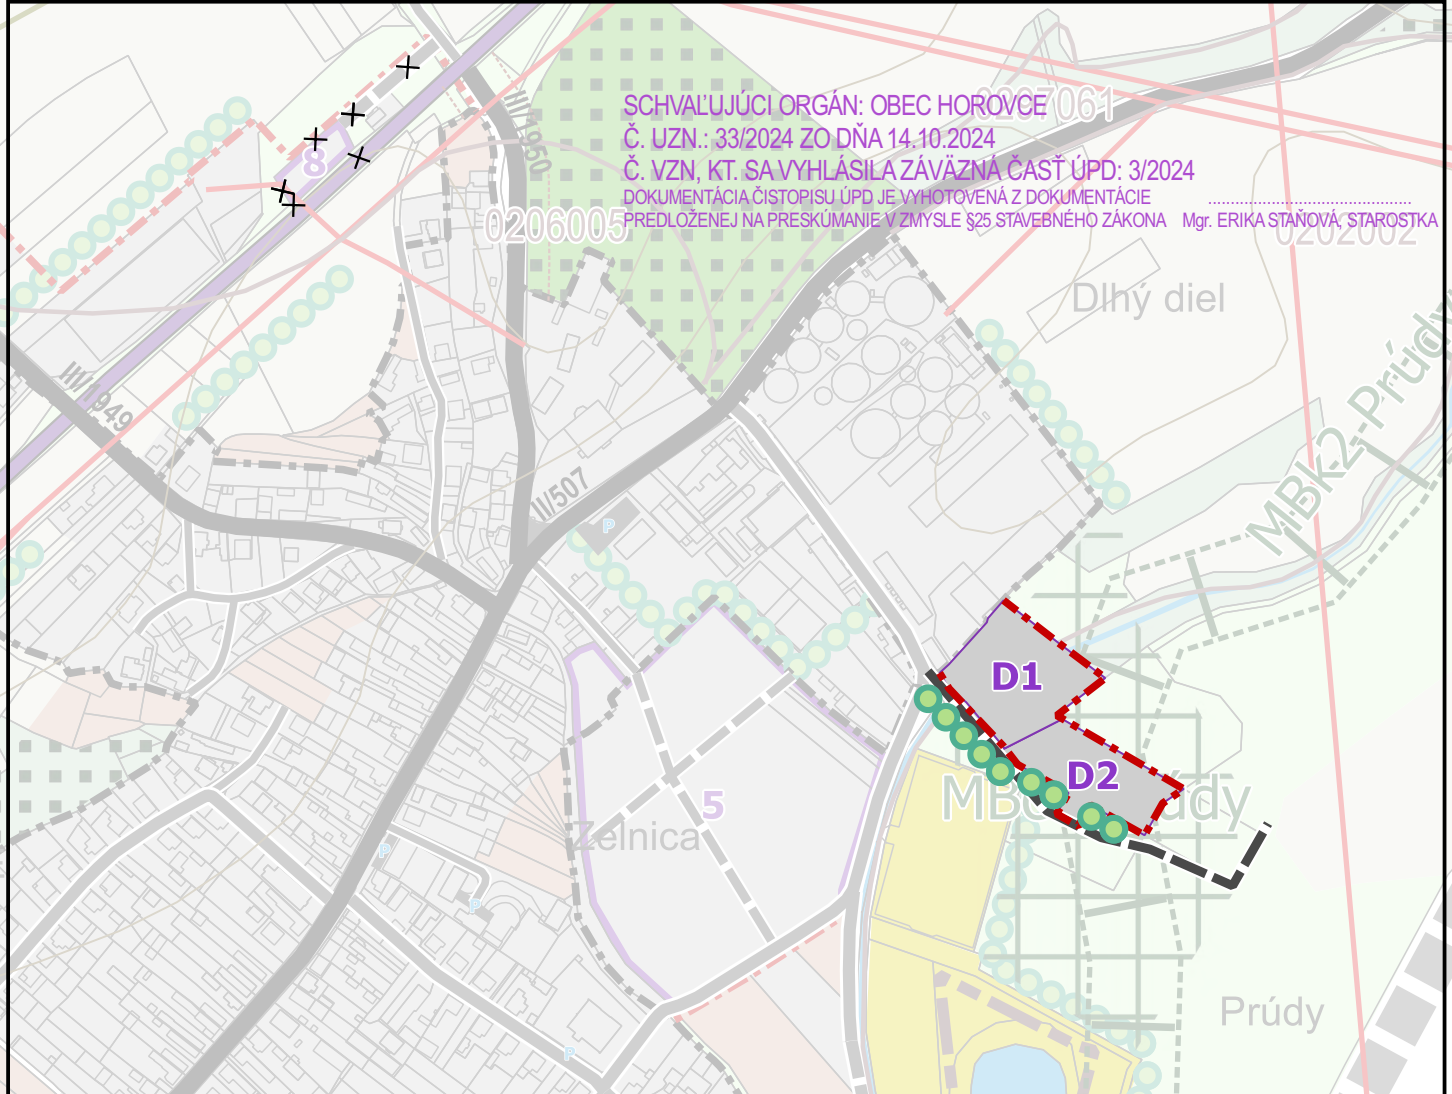 SCHVAĽUJÚCI ORGÁN: OBEC HOROVCE
0207061
Č. UZN.: 33/2024 ZO DŇA 14.10.2024
Č. VZN, KT. SA VYHLÁSILA ZÁVÄZNÁ ČASŤ ÚPD: 3/2024
DOKUMENTÁCIA ČISTOPISU ÚPD JE VYHOTOVENÁ Z DOKUMENTÁCIE
PREDLOŽENEJ NA PRESKÚMANIE V ZMYSLE §25 STAVEBNÉHO ZÁKONA Mgr. ERIKA STAŇOVÁ, STAROSTKA
III/1950
8
0206005
0202002
Dlhý diel
MBk2 Prúdy
III/1949
II/507
P
D1
D2
5
Zelnica
P
P
Prúdy
P